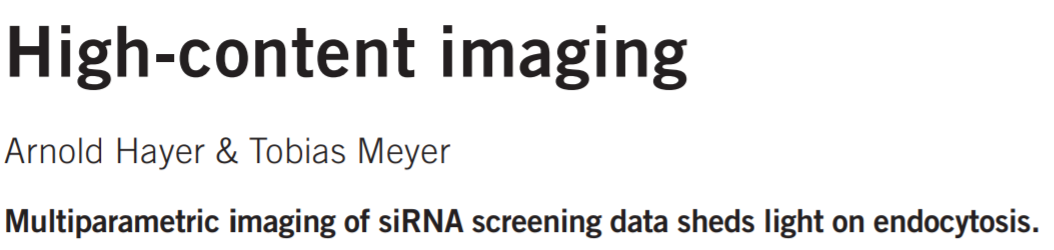 High-content imaging
Arnold Hayer & Tobias Meyer
Multiparametric imaging of siRNA screening data sheds light on endocytosis.